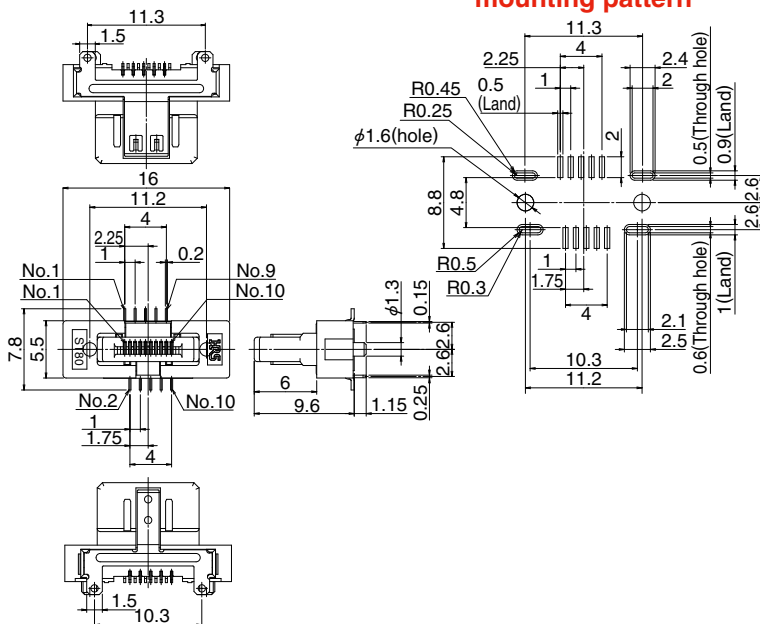 mounting pattern
11.3
1.5
16
11.2
4
2.25
1
0.2
No.1
No.9
No.1
No.10
7.8
5.5
ST80
HRS
No.2
No.10
1
1.75
4
6
9.6
1.15
φ1.3
0.15
2.6
2.6
0.25
1.5
10.3
11.3
4
2.25
2.4
1
2
0.5
(Land)
R0.45
R0.25
φ1.6(hole)
2
0.5(Through hole)
0.9(Land)
8.8
4.8
2.6
2.6
R0.5
R0.3
1
1.75
4
0.6(Through hole)
1(Land)
2.1
2.5
10.3
11.2